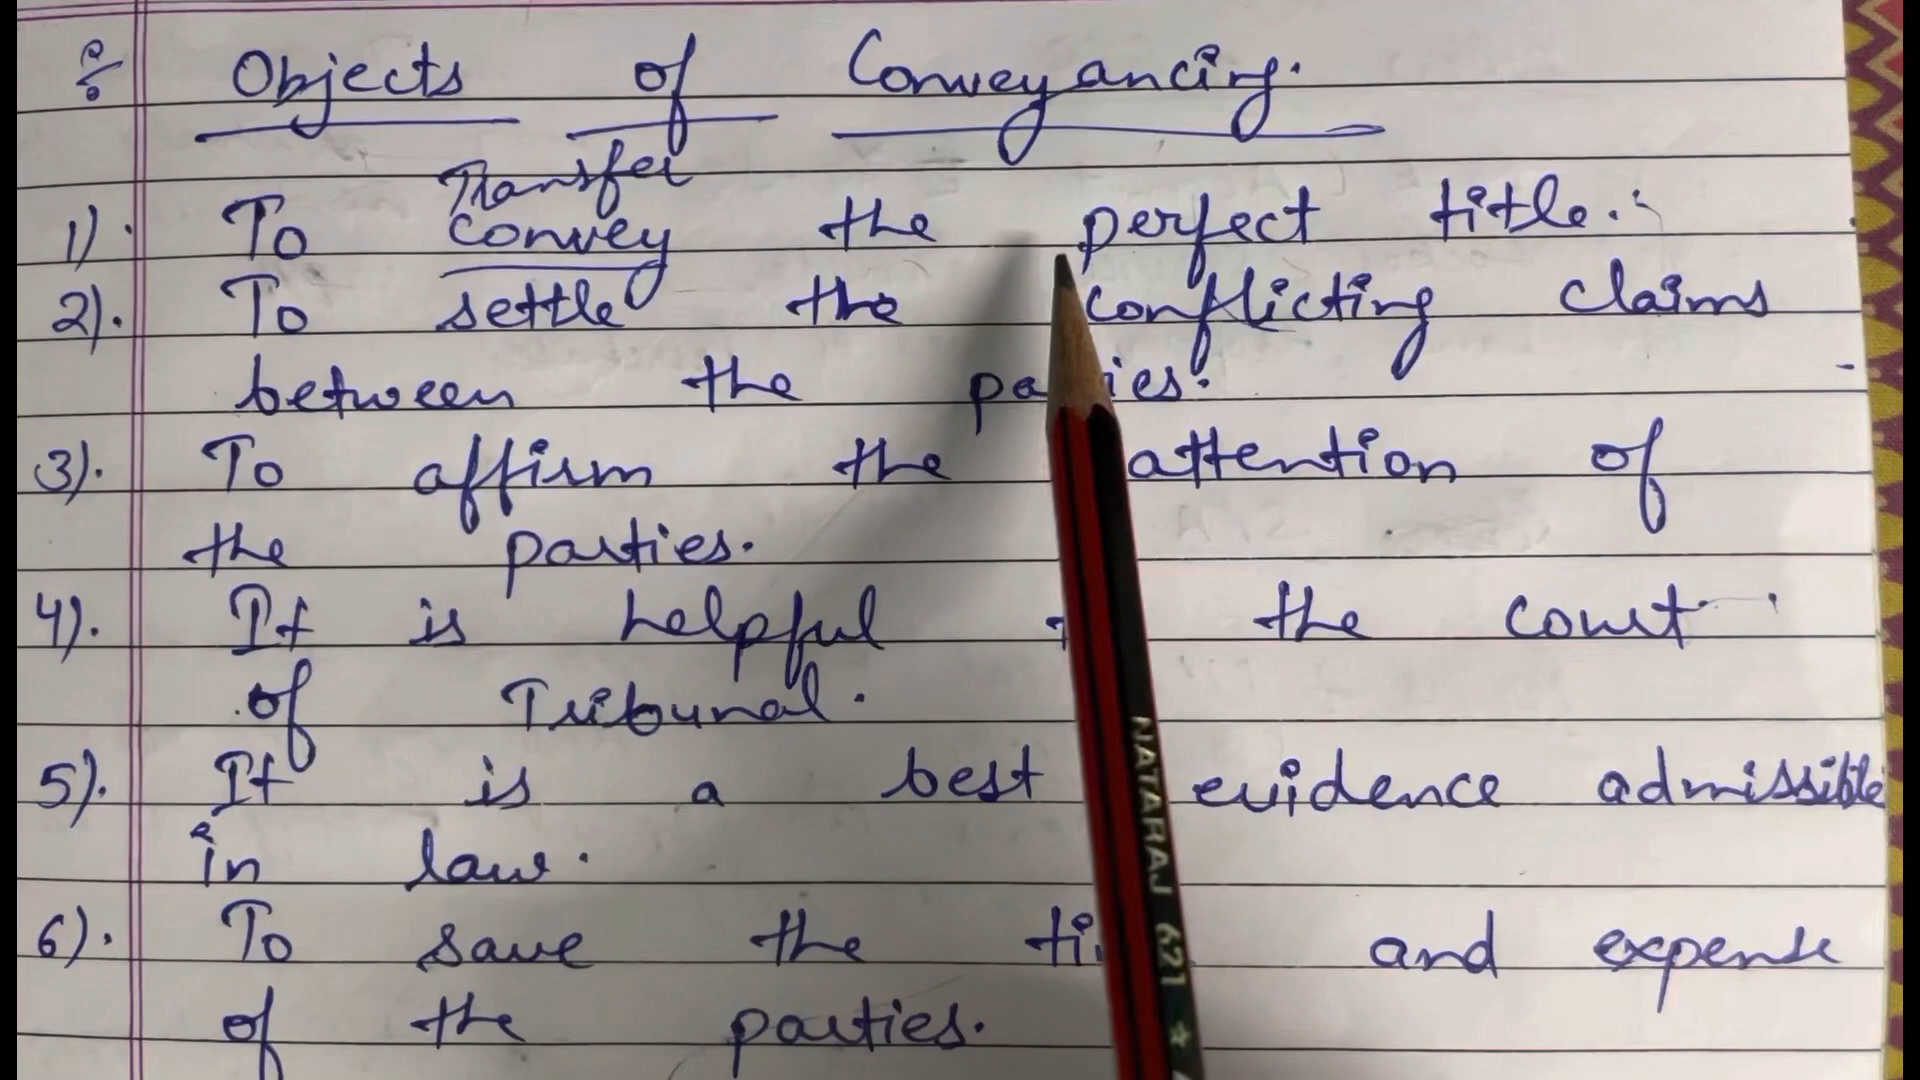 Objects of Conveyancing.
Transfer
1). To convey the perfect title.
2). To settle the conflicting claims
between the parties.
3). To affirm the attention of
the parties.
4). It is helpful the court
of Tribunal.
5). It is a best evidence admissible
in law.
6). To save the and expense
of the parties.
NATARAJ 621